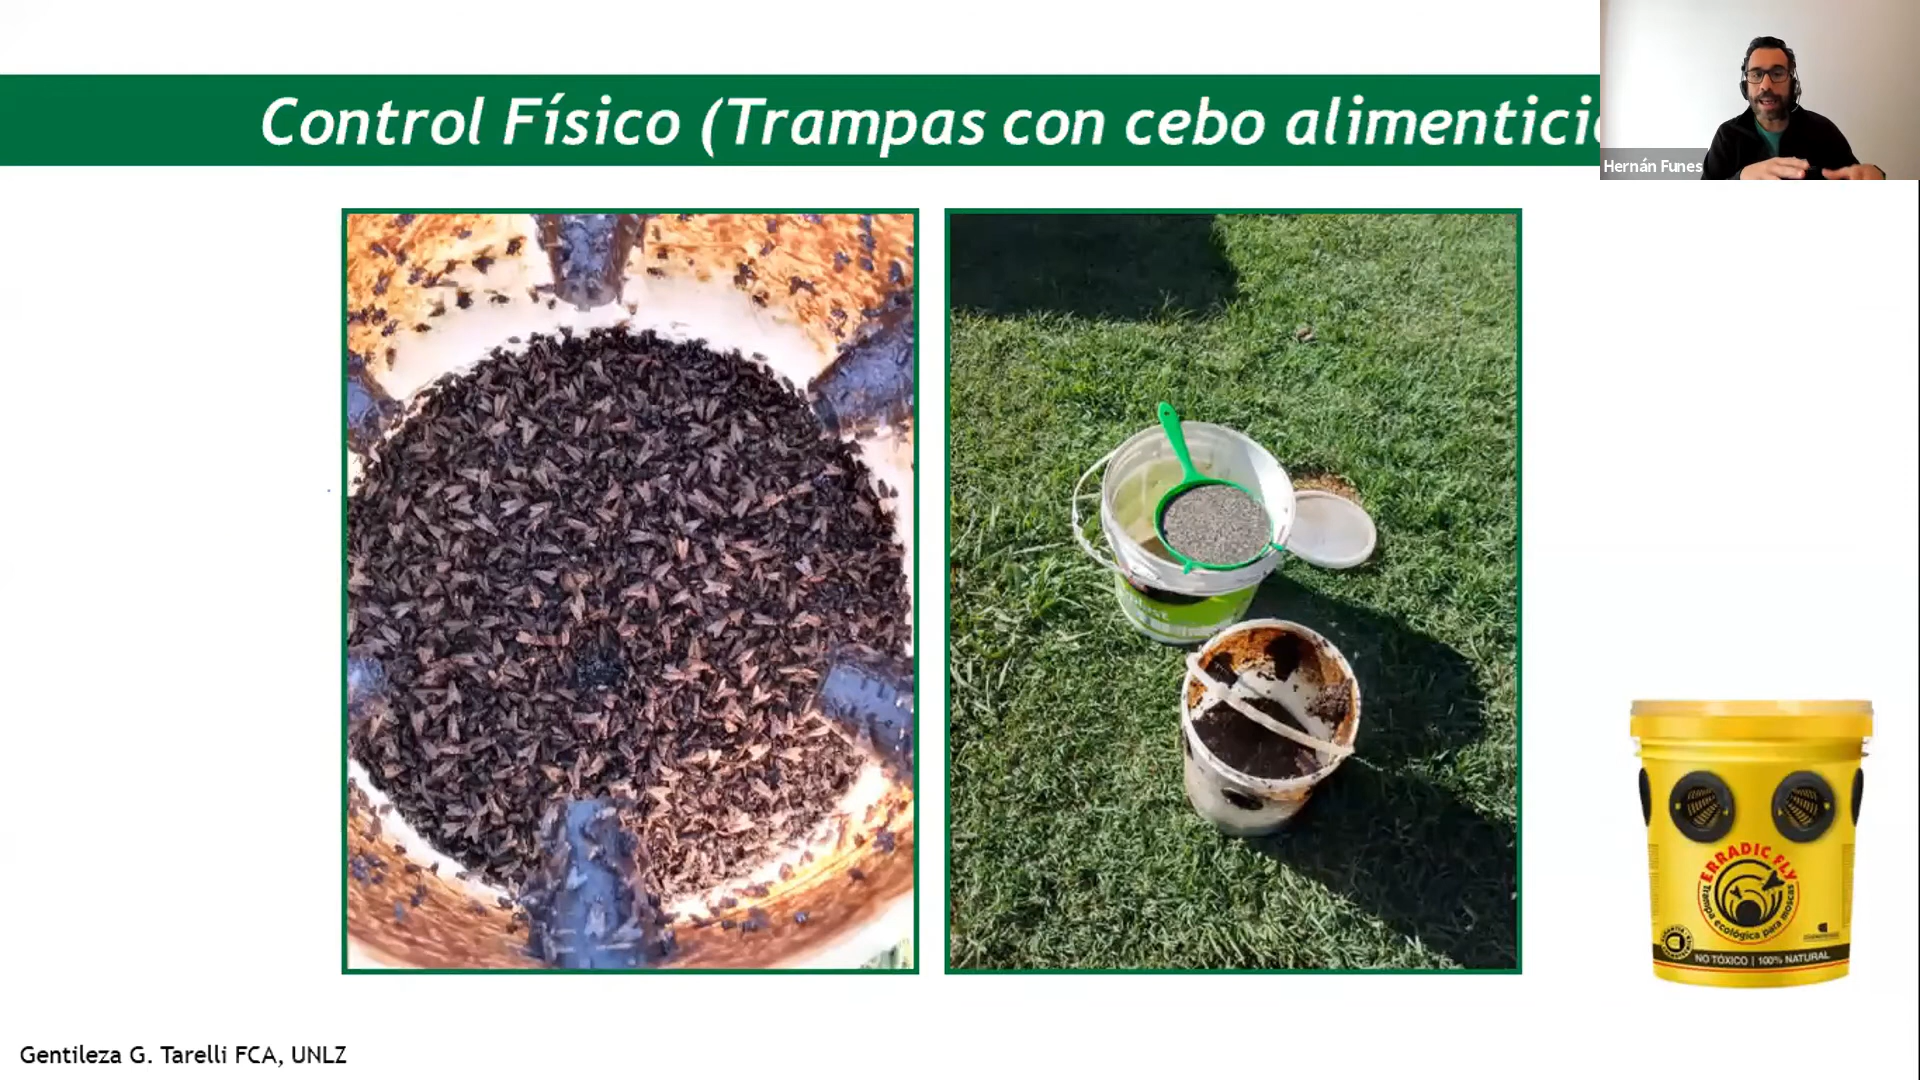 Control Físico (Trampas con cebo alimentici
Hernán Funes
ERRADIC FLY
Trampa ecológica para moscas
NO TÓXICO | 100% NATURAL
Gentileza G. Tarelli FCA, UNLZ